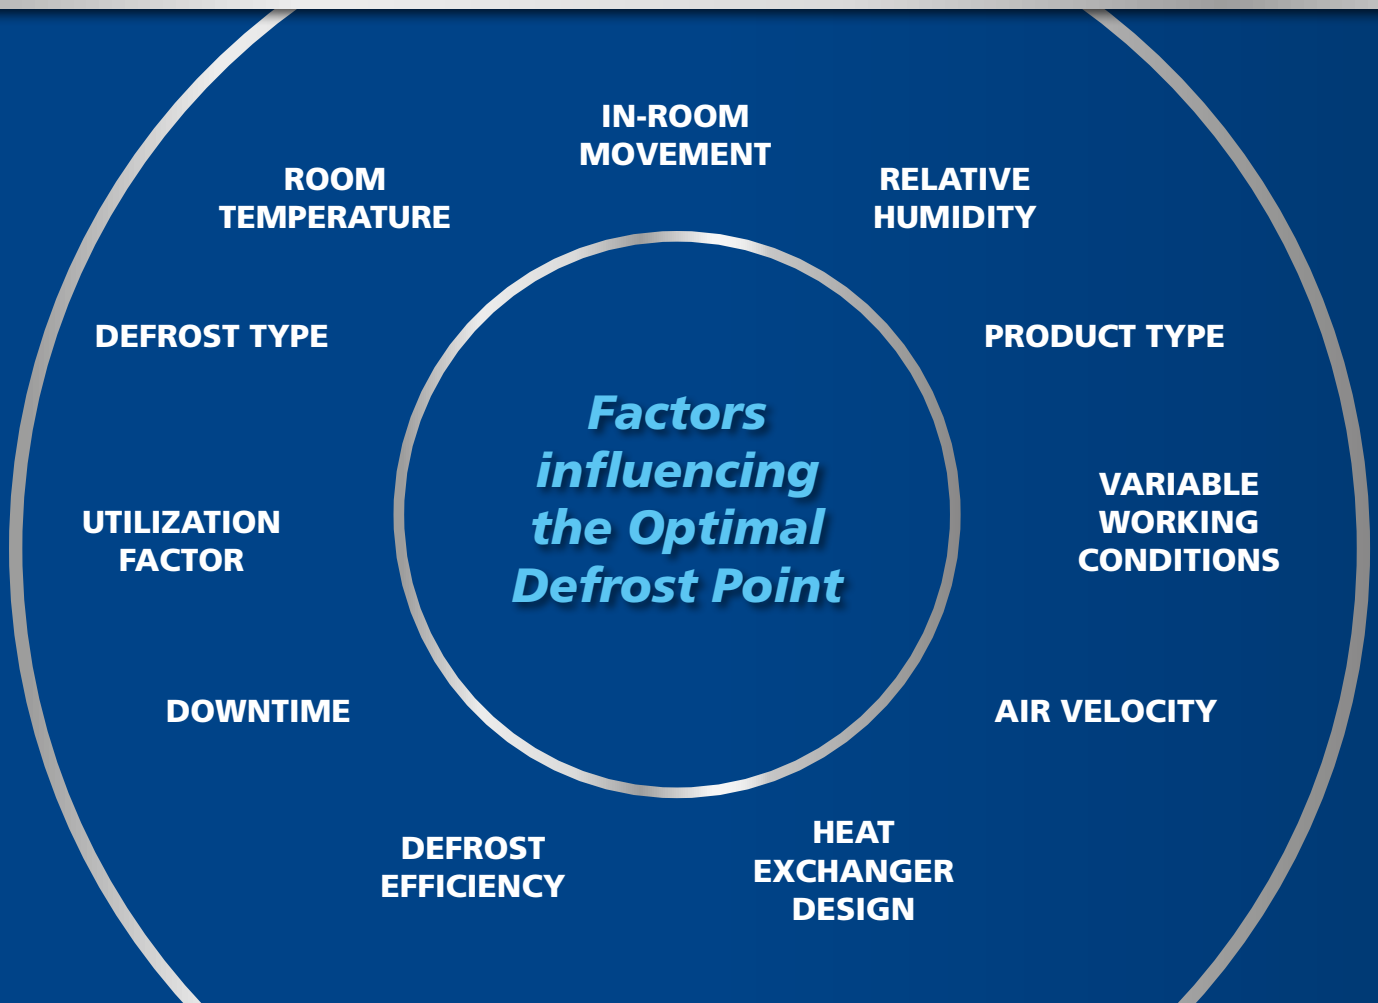 IN-ROOM
MOVEMENT
ROOM
TEMPERATURE
RELATIVE
HUMIDITY
DEFROST TYPE
PRODUCT TYPE
Factors
influencing
the Optimal
Defrost Point
UTILIZATION
FACTOR
VARIABLE
WORKING
CONDITIONS
DOWNTIME
AIR VELOCITY
DEFROST
EFFICIENCY
HEAT
EXCHANGER
DESIGN